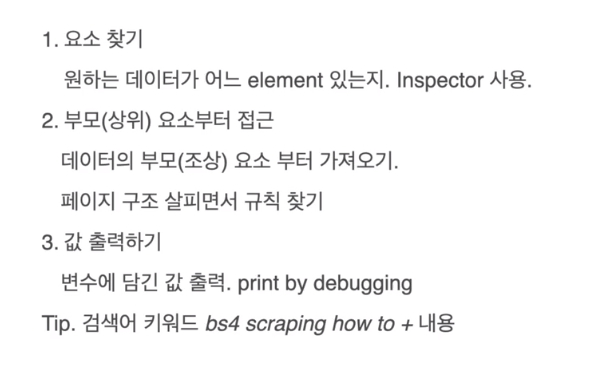 1. 요소 찾기
원하는 데이터가 어느 element 있는지. Inspector 사용.
2. 부모(상위) 요소부터 접근
데이터의 부모(조상) 요소 부터 가져오기.
페이지 구조 살피면서 규칙 찾기
3. 값 출력하기
변수에 담긴 값 출력. print by debugging
Tip. 검색어 키워드 bs4 scraping how to + 내용